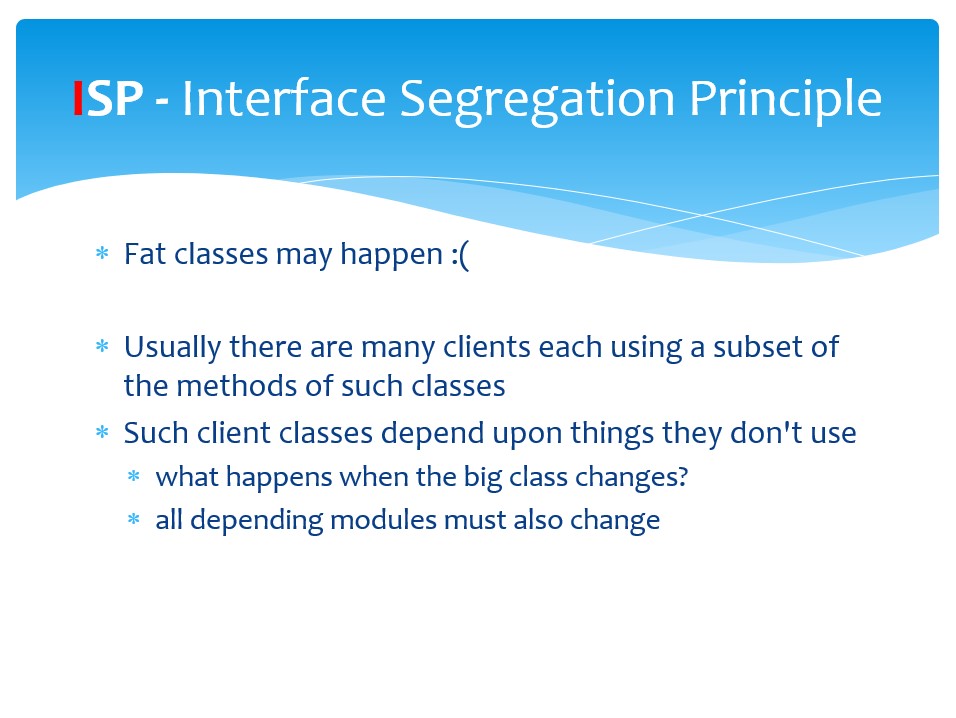 ISP - Interface Segregation Principle
* Fat classes may happen :(
* Usually there are many clients each using a subset of
the methods of such classes
* Such client classes depend upon things they don't use
* what happens when the big class changes?
* all depending modules must also change